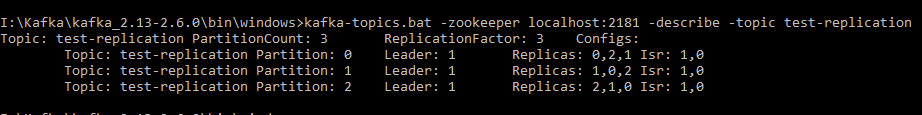 I:\Kafka\kafka_2.13-2.6.0\bin\windows>kafka-topics.bat -zookeeper localhost:2181 -describe -topic test-replication
Topic: test-replication PartitionCount: 3 ReplicationFactor: 3 Configs:
Topic: test-replication Partition: 0 Leader: 1 Replicas: 0,2,1 Isr: 1,0
Topic: test-replication Partition: 1 Leader: 1 Replicas: 1,0,2 Isr: 1,0
Topic: test-replication Partition: 2 Leader: 1 Replicas: 2,1,0 Isr: 1,0